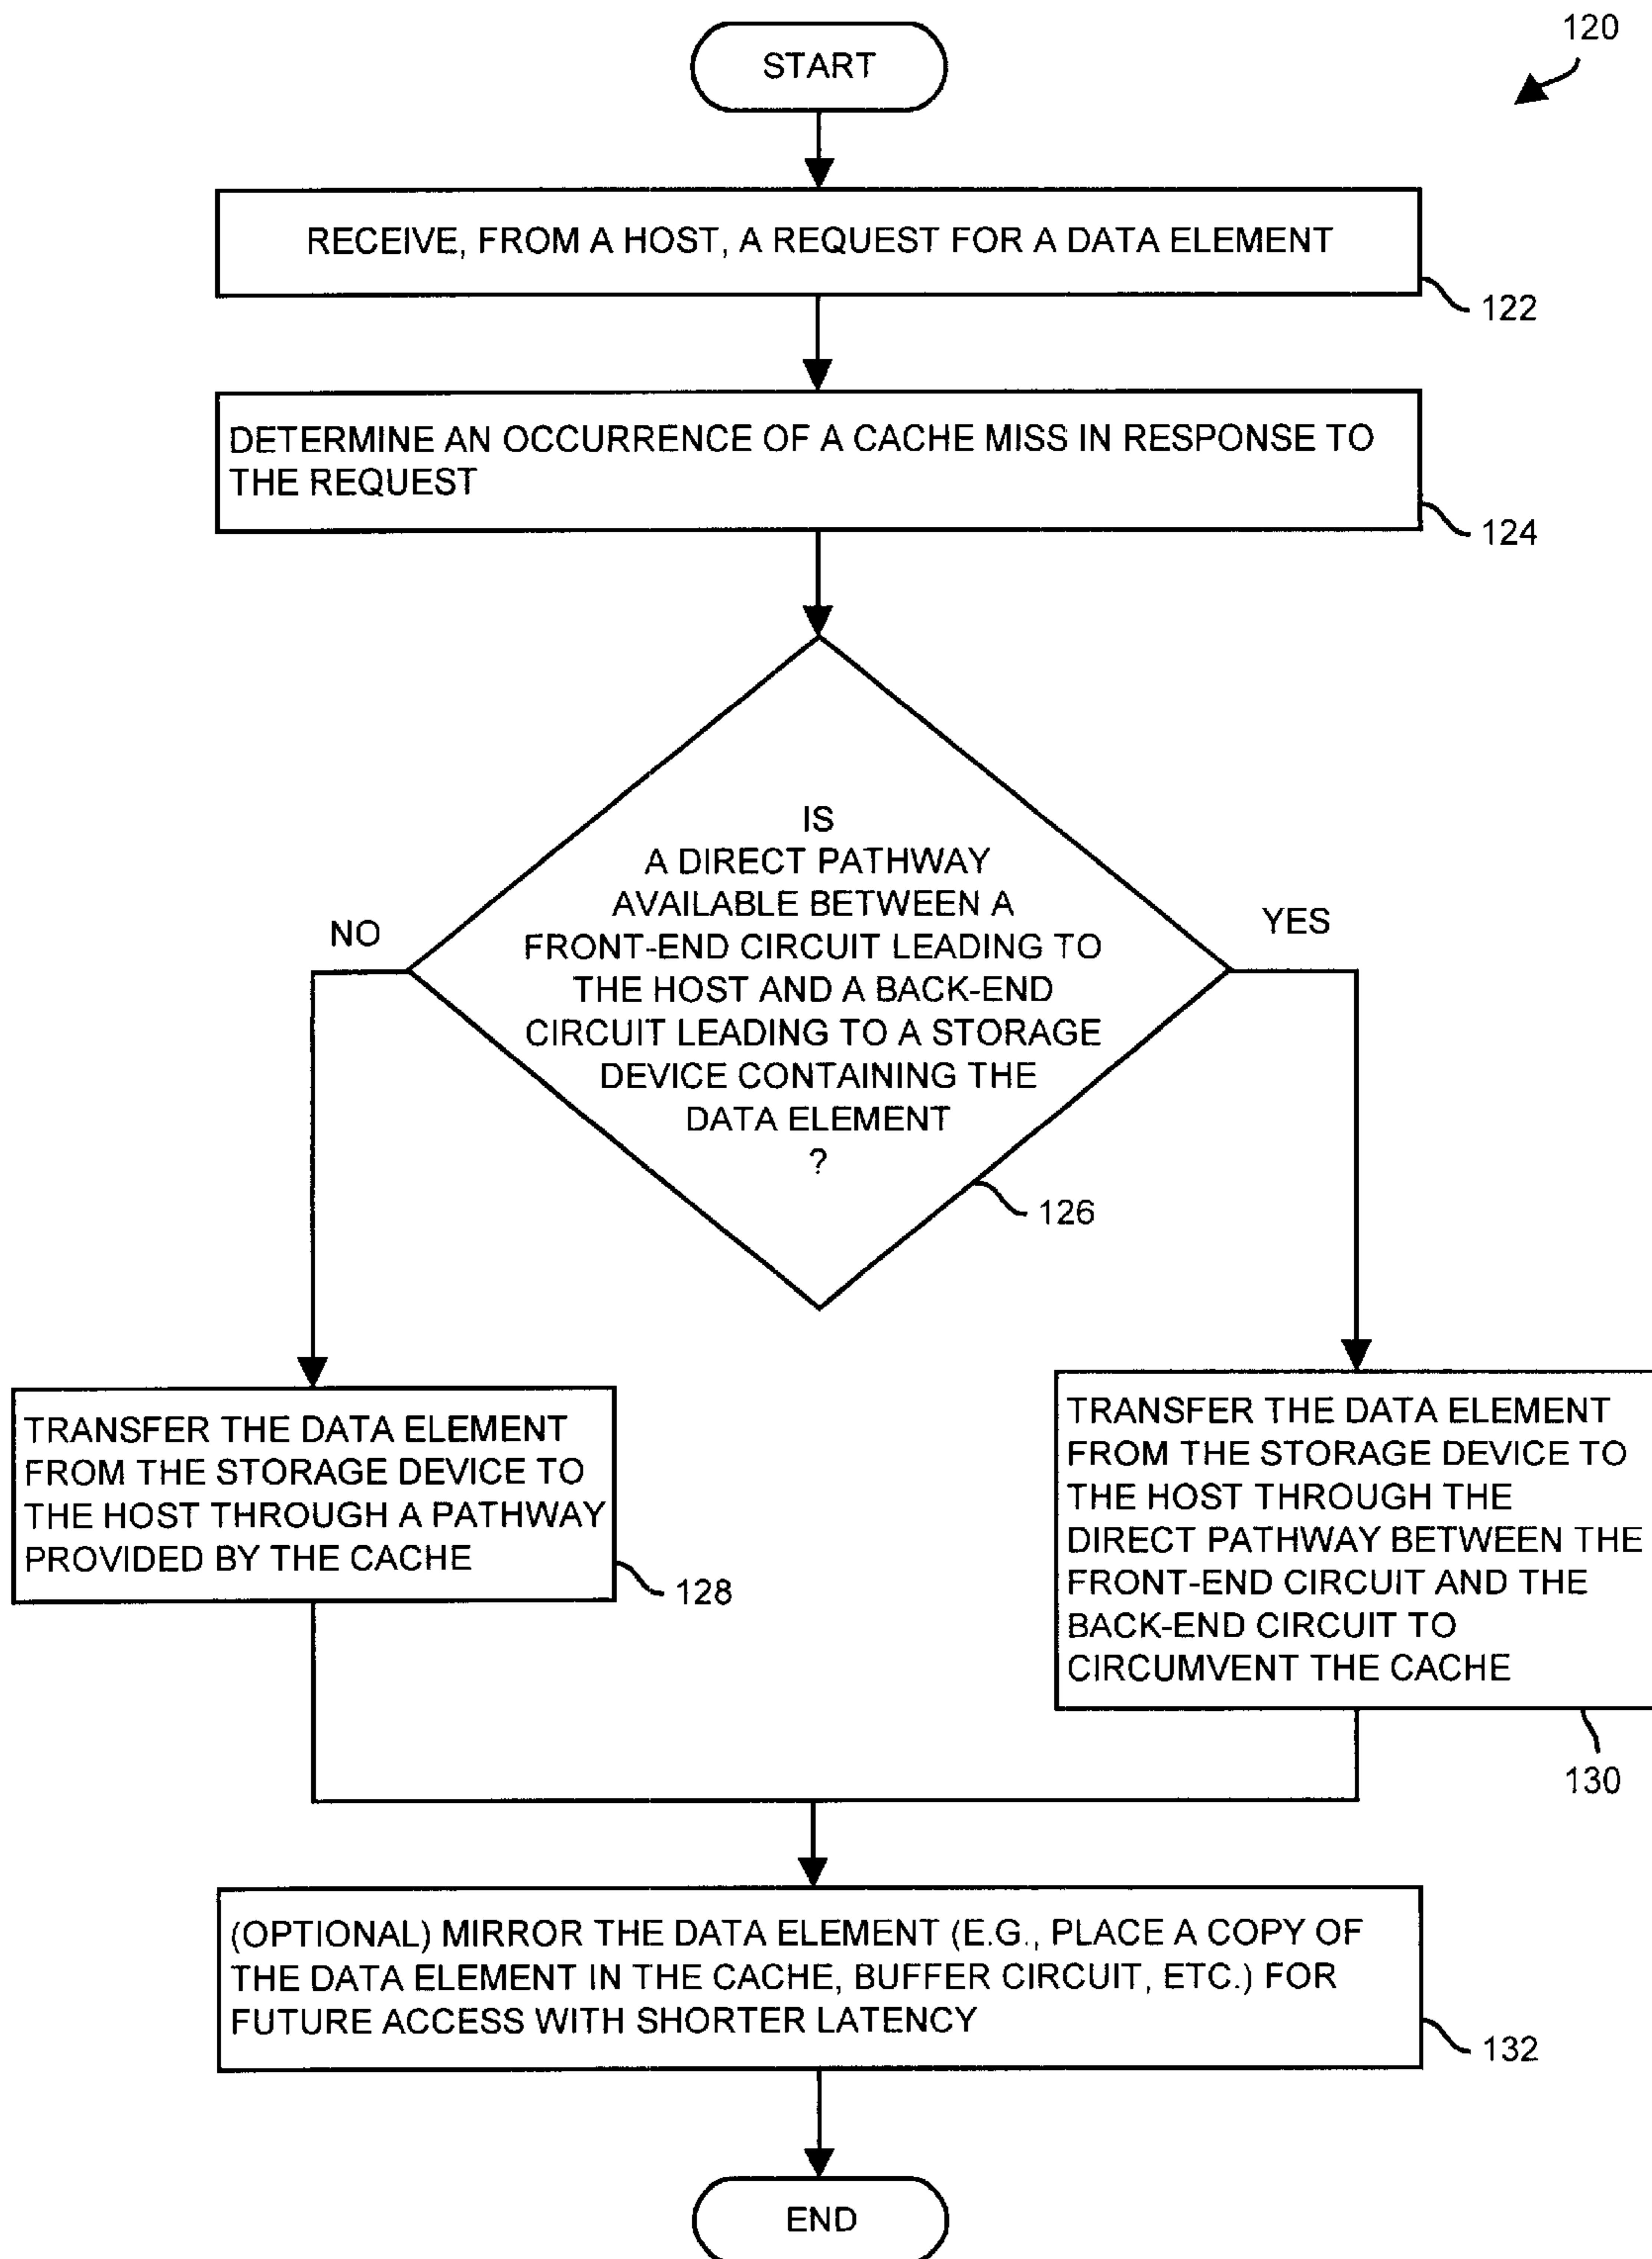 120
START
RECEIVE, FROM A HOST, A REQUEST FOR A DATA ELEMENT
122
DETERMINE AN OCCURRENCE OF A CACHE MISS IN RESPONSE TO
THE REQUEST
124
IS
A DIRECT PATHWAY
AVAILABLE BETWEEN A
FRONT-END CIRCUIT LEADING TO
THE HOST AND A BACK-END
CIRCUIT LEADING TO A STORAGE
DEVICE CONTAINING THE
DATA ELEMENT
?
NO
YES
126
TRANSFER THE DATA ELEMENT
FROM THE STORAGE DEVICE TO
THE HOST THROUGH A PATHWAY
PROVIDED BY THE CACHE
128
TRANSFER THE DATA ELEMENT
FROM THE STORAGE DEVICE TO
THE HOST THROUGH THE
DIRECT PATHWAY BETWEEN THE
FRONT-END CIRCUIT AND THE
BACK-END CIRCUIT TO
CIRCUMVENT THE CACHE
130
(OPTIONAL) MIRROR THE DATA ELEMENT (E.G., PLACE A COPY OF
THE DATA ELEMENT IN THE CACHE, BUFFER CIRCUIT, ETC.) FOR
FUTURE ACCESS WITH SHORTER LATENCY
132
END